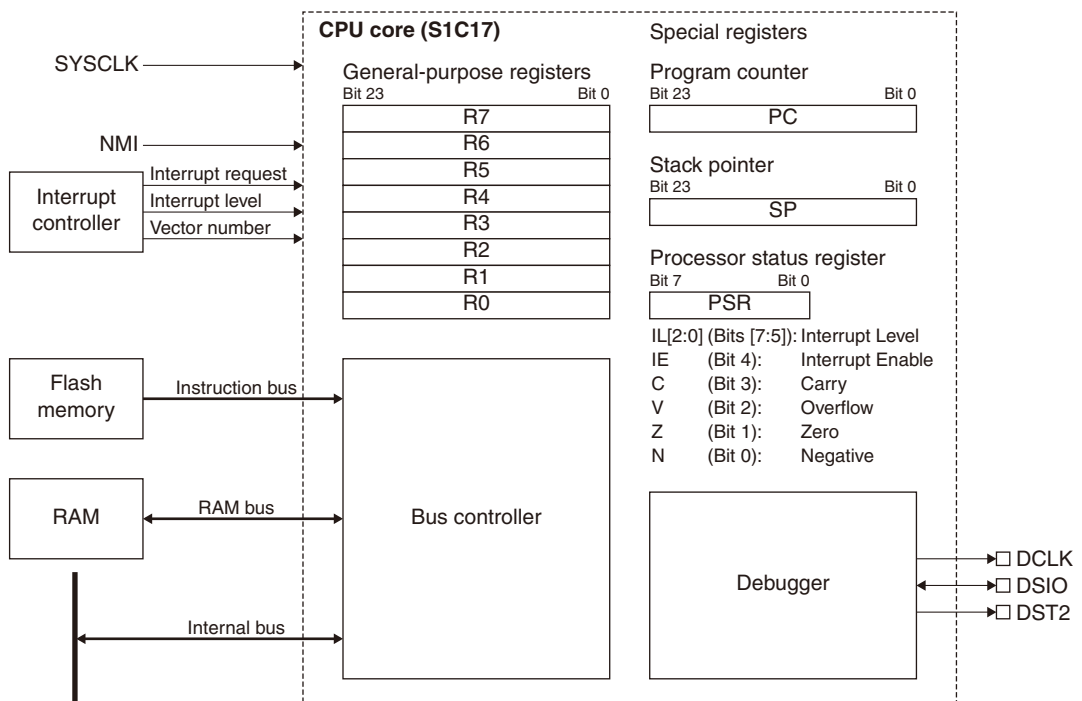 CPU core (S1C17)
SYSCLK
NMI
Interrupt controller
Interrupt request
Interrupt level
Vector number
General-purpose registers
Bit 23 Bit 0
R7
R6
R5
R4
R3
R2
R1
R0
Special registers
Program counter
Bit 23 Bit 0
PC
Stack pointer
Bit 23 Bit 0
SP
Processor status register
Bit 7 Bit 0
PSR
IL[2:0] (Bits [7:5]): Interrupt Level
IE (Bit 4): Interrupt Enable
C (Bit 3): Carry
V (Bit 2): Overflow
Z (Bit 1): Zero
N (Bit 0): Negative
Flash
memory
Instruction bus
RAM
RAM bus
Internal bus
Bus controller
Debugger
DCLK
DSIO
DST2